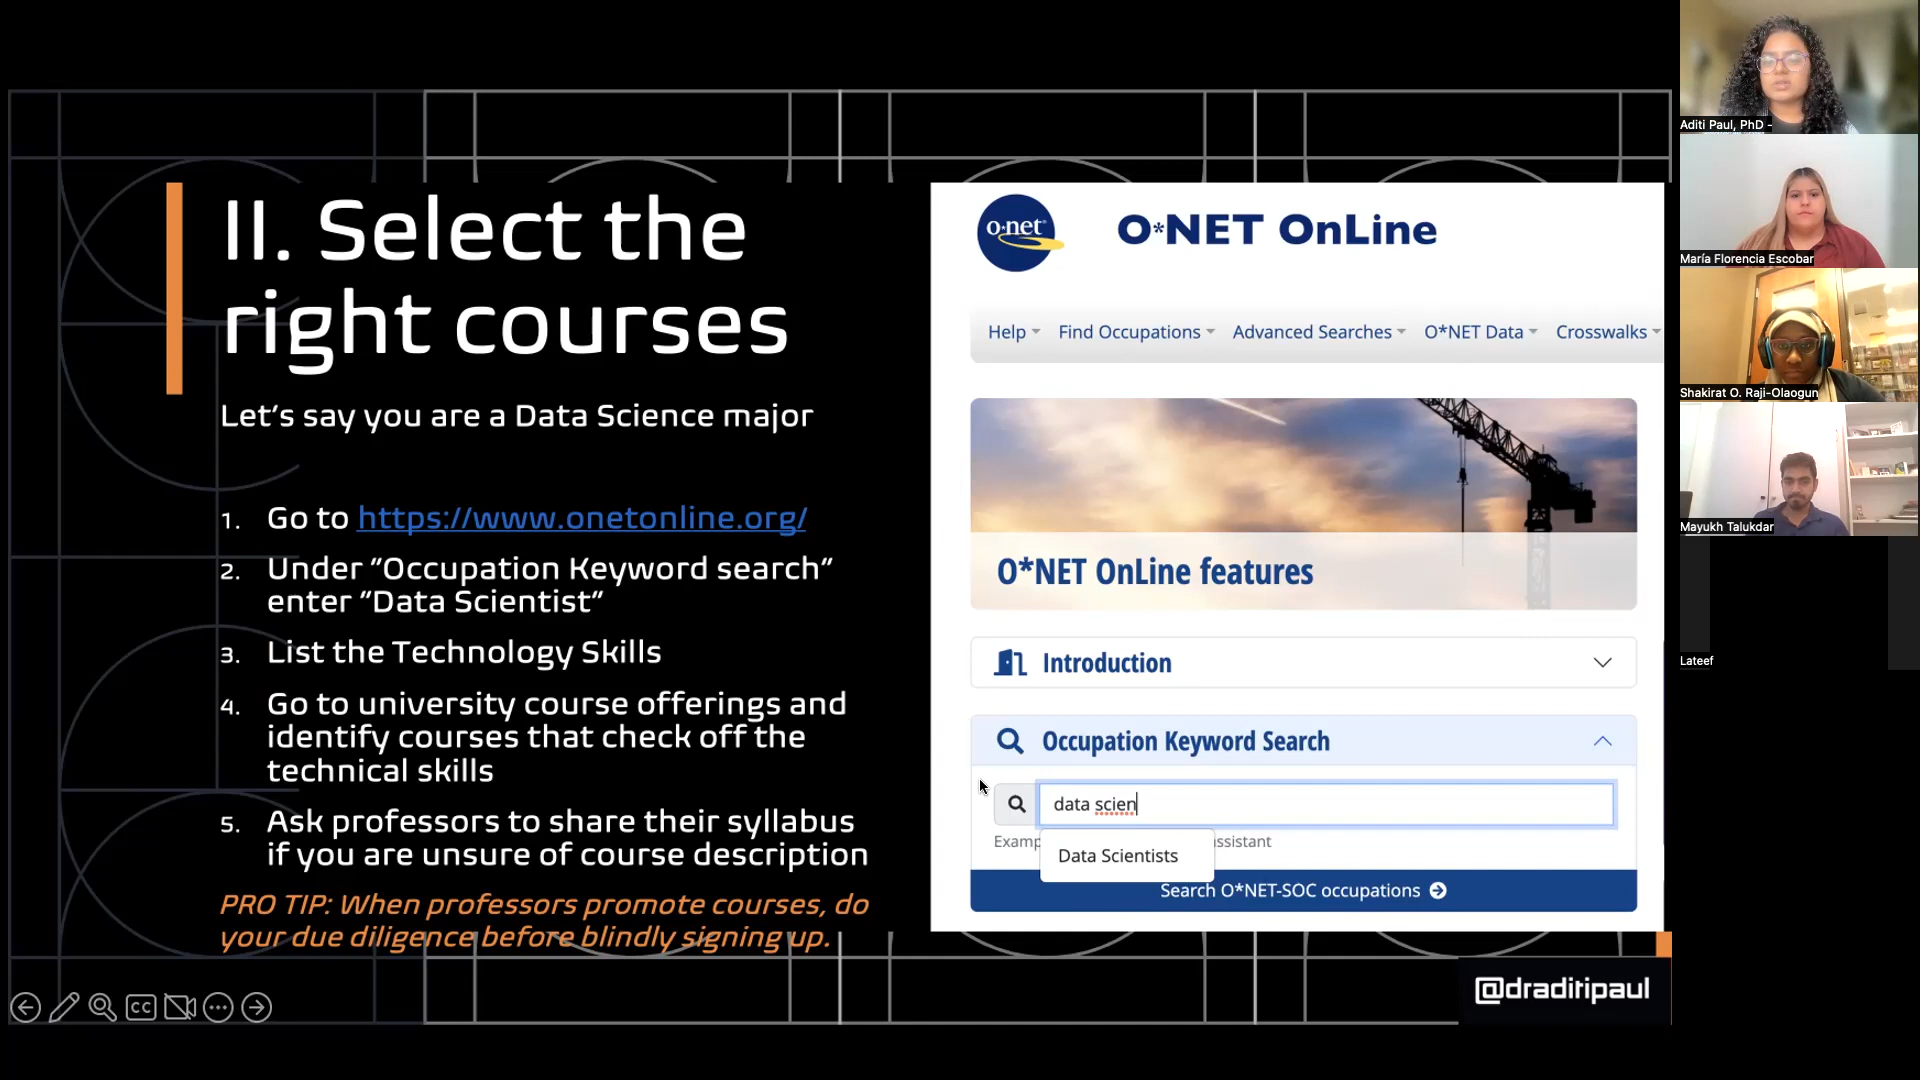 II. Select the
right courses
Let's say you are a Data Science major
1. Go to https://www.onetonline.org/
2. Under "Occupation Keyword search"
enter "Data Scientist"
3. List the Technology Skills
4. Go to university course offerings and
identify courses that check off the
technical skills
5. Ask professors to share their syllabus
if you are unsure of course description
PRO TIP: When professors promote courses, do
your due diligence before blindly signing up.
CC
o*net
O*NET OnLine
Help Find Occupations Advanced Searches O*NET Data Crosswalks
O*NET OnLine features
Introduction
Occupation Keyword Search
data scien
Data Scientists
Search O*NET-SOC occupations
@draditipaul
Aditi Paul, PhD -
María Florencia Escobar
Shakirat O. Raji-Olaogun
Mayukh Talukdar
Lateef